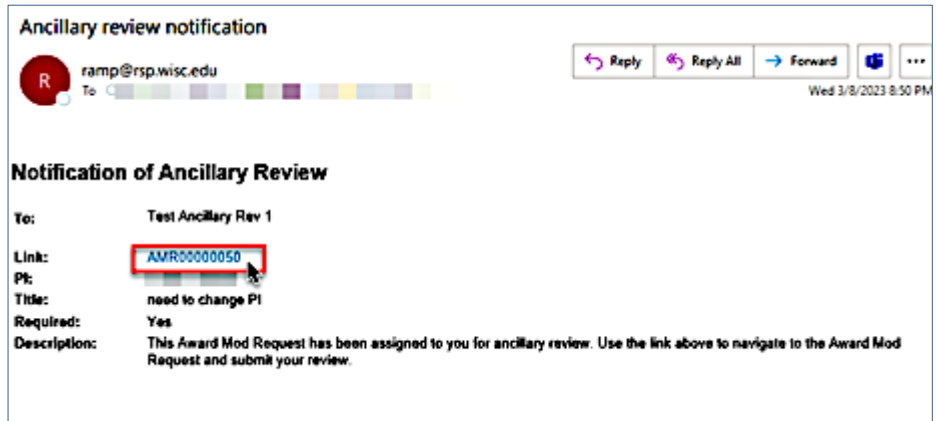 Ancillary review notification
R
ramp@rsp.wisc.edu
To
Reply
Reply All
Forward
Wed 3/8/2023 8:50 PM
Notification of Ancillary Review
To: Test Ancillary Rev 1
Link: AMR00000050
PI:
Title: need to change PI
Required: Yes
Description: This Award Mod Request has been assigned to you for ancillary review. Use the link above to navigate to the Award Mod
Request and submit your review.